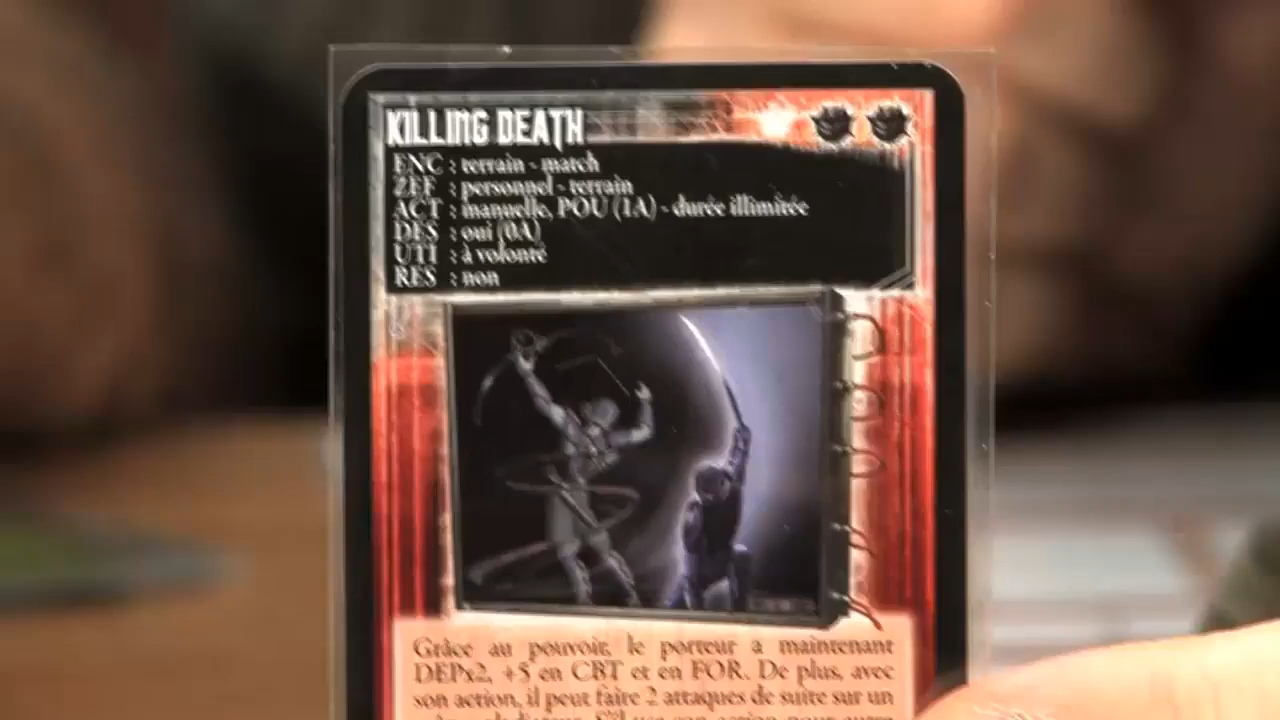 KILLING DEATH
ENC : terrain - match
ZEF : personnel - terrain
ACT : manuelle, POU (1A) - durée illimitée
DES : oui (0A)
UTI : à volonté
RES : non
Grâce au pouvoir, le porteur a maintenant
DEPx2, +5 en CBT et en FOR. De plus, avec
son action, il peut faire 2 attaques de suite sur un